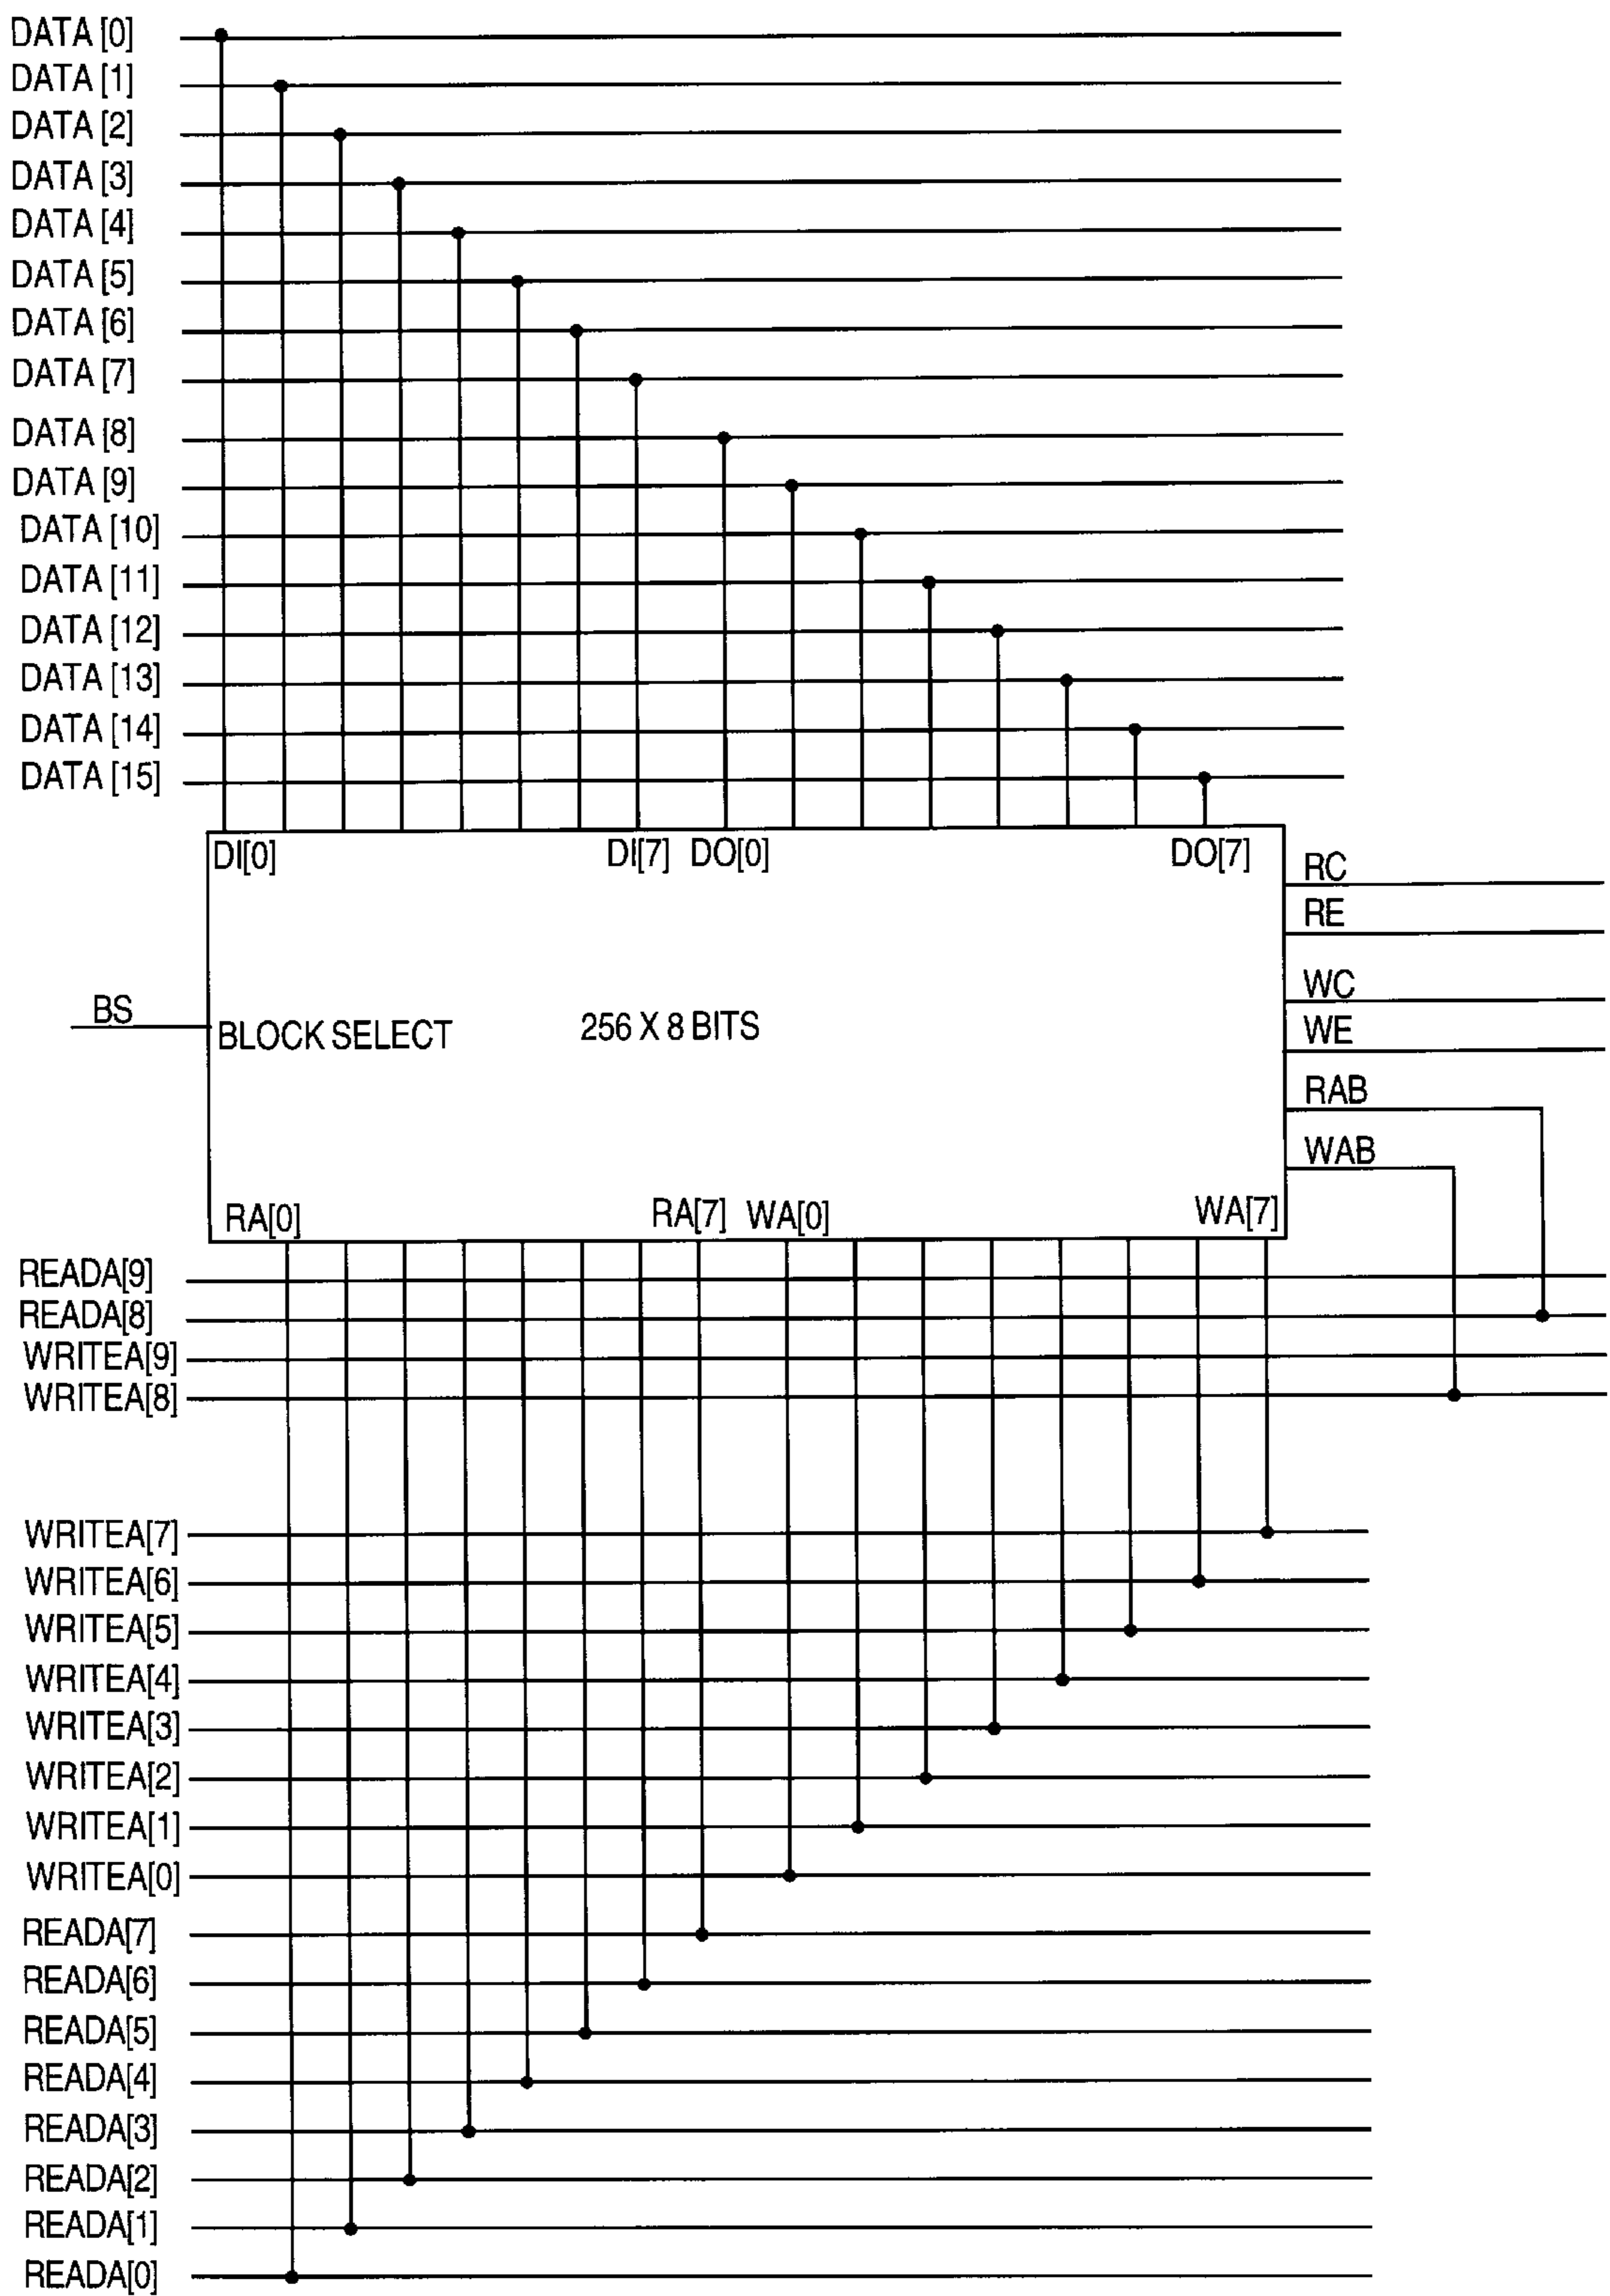 DATA [0]
DATA [1]
DATA [2]
DATA [3]
DATA [4]
DATA [5]
DATA [6]
DATA [7]
DATA [8]
DATA [9]
DATA [10]
DATA [11]
DATA [12]
DATA [13]
DATA [14]
DATA [15]
DI[0] DI[7] DO[0] DO[7]
RC
RE
WC
BS
BLOCK SELECT 256 X 8 BITS
WE
RAB
WAB
RA[0] RA[7] WA[0] WA[7]
READA[9]
READA[8]
WRITEA[9]
WRITEA[8]
WRITEA[7]
WRITEA[6]
WRITEA[5]
WRITEA[4]
WRITEA[3]
WRITEA[2]
WRITEA[1]
WRITEA[0]
READA[7]
READA[6]
READA[5]
READA[4]
READA[3]
READA[2]
READA[1]
READA[0]